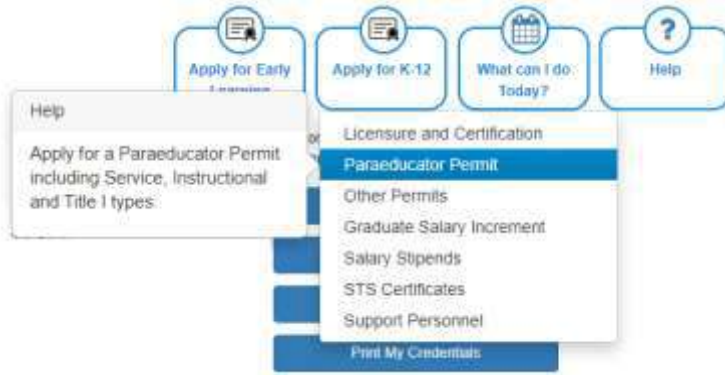 Apply for Early
Learning
Apply for K-12
What can I do
Today?
Help
Help
Apply for a Paraeducator Permit
including Service, Instructional
and Title I types
or
Licensure and Certification
Paraeducator Permit
Other Permits
Graduate Salary Increment
Salary Stipends
STS Certificates
Support Personnel
Print My Credentials